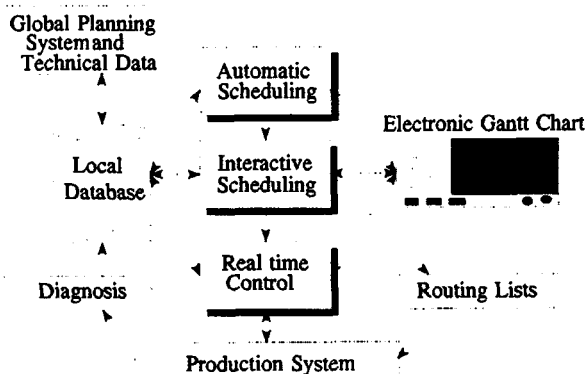 Global Planning
System and
Technical Data
Automatic
Scheduling
Electronic Gantt Chart
Local
Database
Interactive
Scheduling
Real time
Control
Diagnosis
Routing Lists
Production System